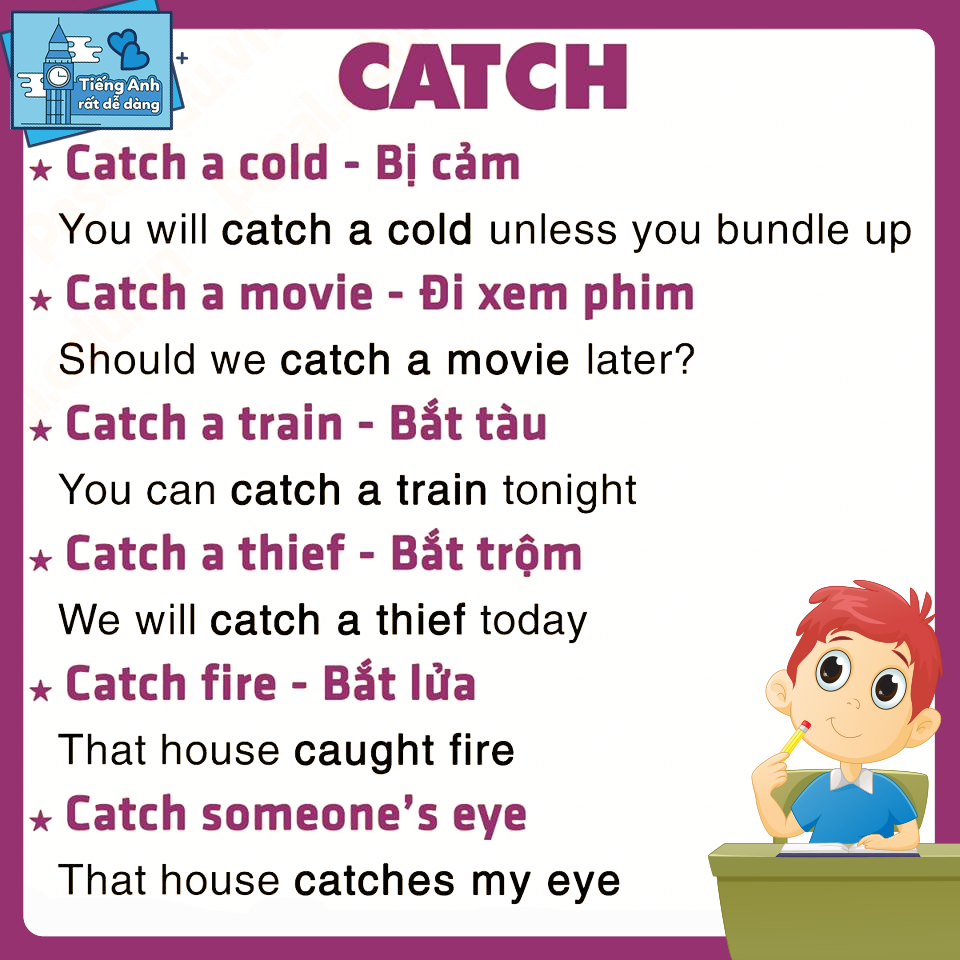 Tiếng Anh
rất dễ dàng
CATCH
★ Catch a cold - Bị cảm
You will catch a cold unless you bundle up
★ Catch a movie - Đi xem phim
Should we catch a movie later?
★ Catch a train - Bắt tàu
You can catch a train tonight
★ Catch a thief - Bắt trộm
We will catch a thief today
★ Catch fire - Bắt lửa
That house caught fire
★ Catch someone's eye
That house catches my eye